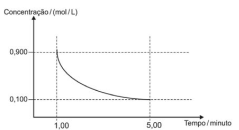 Concentração / (mol / L)
0,900
0,100
1,00
5,00
Tempo / minuto